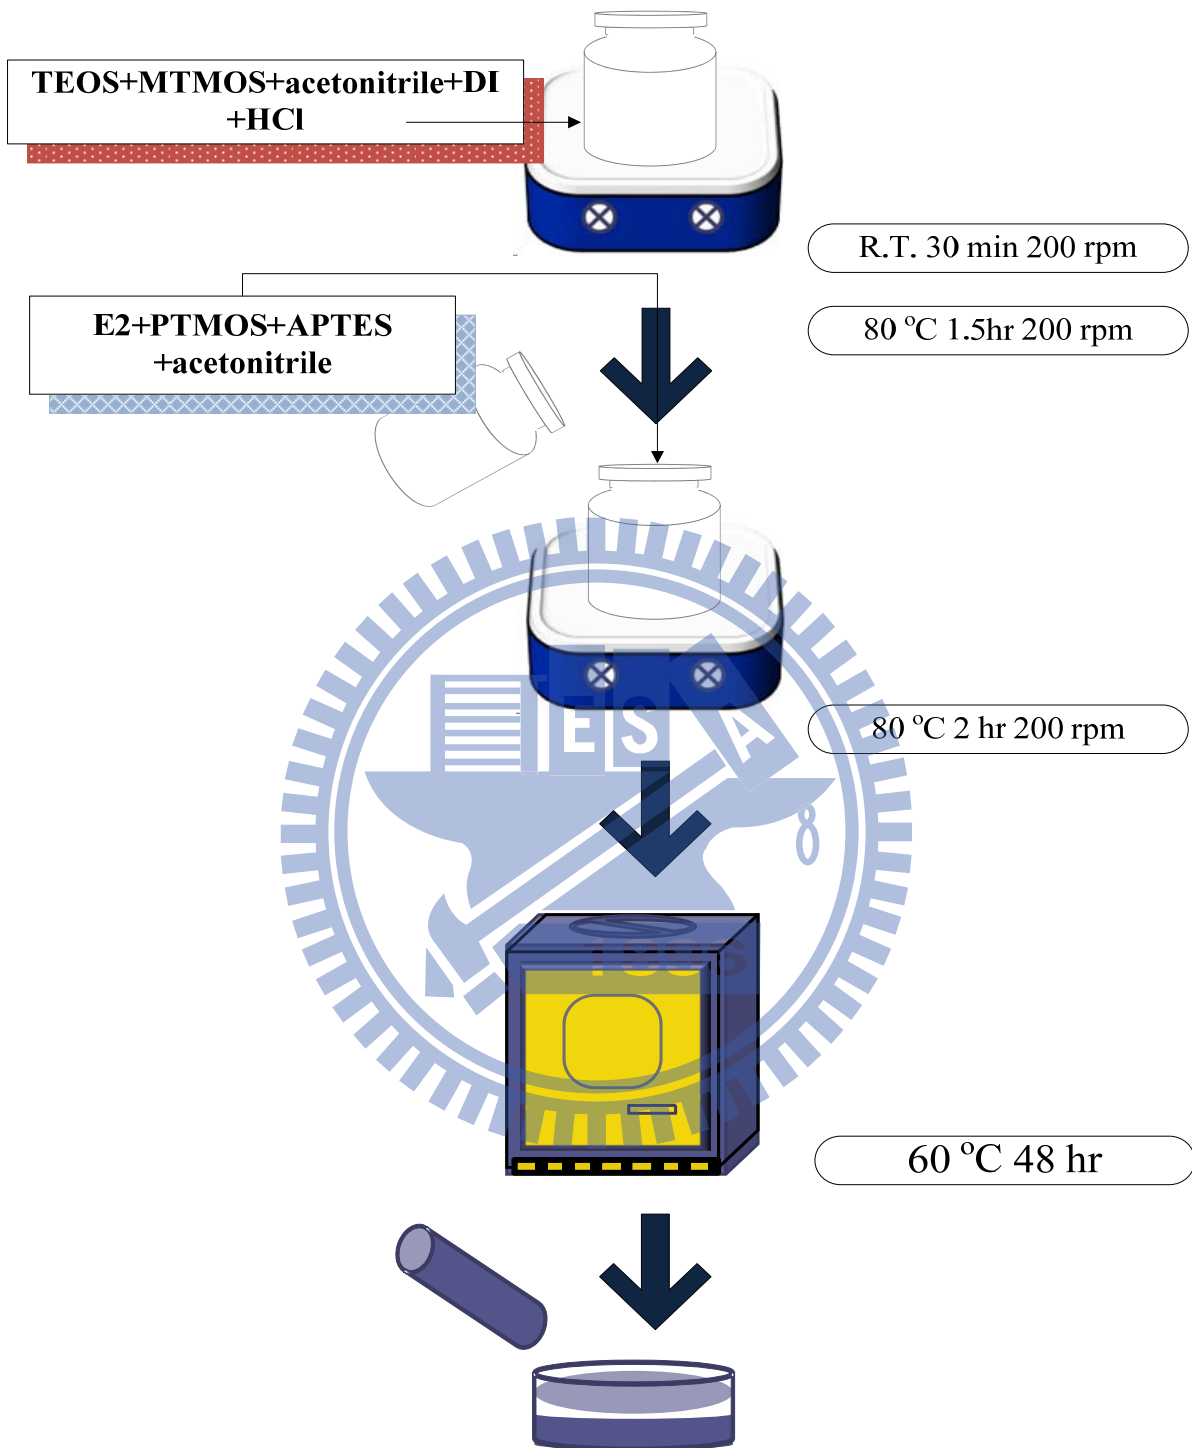 TEOS+MTMOS+acetonitrile+DI
+HCl
R.T. 30 min 200 rpm
E2+PTMOS+APTES
+acetonitrile
80 °C 1.5hr 200 rpm
E S A
80 °C 2 hr 200 rpm
1896
60 °C 48 hr